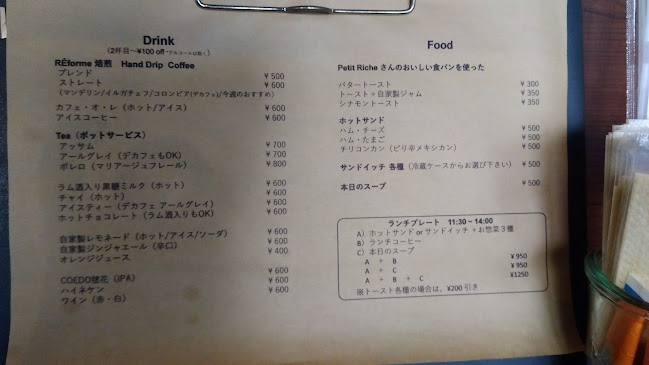 Drink
(2杯目～¥100 off *アルコールは除く)
RÊforme 焙煎 Hand Drip Coffee
ブレンド ¥ 500
ストレート ¥ 600
(マンデリン/イルガチェフ/コロンビア(デカフェ)/今週のおすすめ)
カフェ・オ・レ (ホット/アイス) ¥ 600
アイスコーヒー ¥ 600
Tea (ポットサービス)
アッサム ¥ 700
アールグレイ (デカフェもOK) ¥ 700
ボレロ (マリアージュフレール) ¥ 800
ラム酒入り黒糖ミルク (ホット) ¥ 600
チャイ (ホット) ¥ 600
アイスティー (デカフェ アールグレイ) ¥ 600
ホットチョコレート (ラム酒入りもOK) ¥ 600
自家製レモネード (ホット/アイス/ソーダ) ¥ 600
自家製ジンジャエール (辛口) ¥ 600
オレンジジュース ¥ 400
COEDO毬花 (IPA) ¥ 600
ハイネケン ¥ 600
ワイン (赤・白) ¥ 600
Food
Petit Riche さんのおいしい食パンを使った
バタートースト ¥ 300
トースト+自家製ジャム ¥ 350
シナモントースト ¥ 350
ホットサンド
ハム・チーズ ¥ 500
ハム・たまご ¥ 500
チリコンカン (ピリ辛メキシカン) ¥ 500
サンドイッチ 各種 (冷蔵ケースからお選び下さい) ¥ 500
本日のスープ ¥ 500
ランチプレート 11:30～14:00
A) ホットサンド or サンドイッチ + お惣菜３種
B) ランチコーヒー
C) 本日のスープ
A + B ¥950
A + C ¥950
A + B + C ¥1250
※トースト各種の場合は、¥200 引き